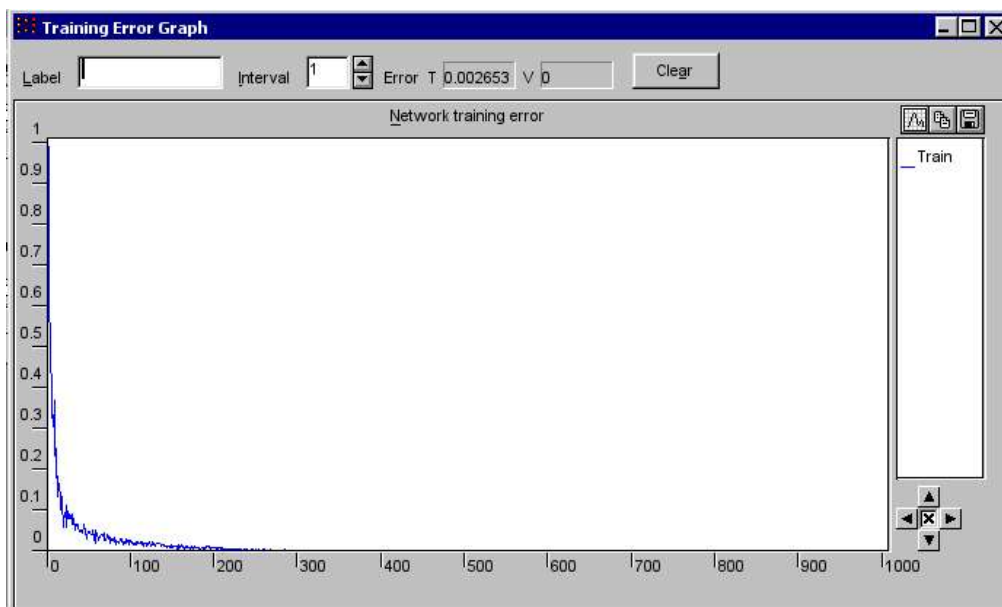 Training Error Graph
Label Interval 1 Error T 0.002653 V 0 Clear
Network training error
Train
1
0.9
0.8
0.7
0.6
0.5
0.4
0.3
0.2
0.1
0
0 100 200 300 400 500 600 700 800 900 1000